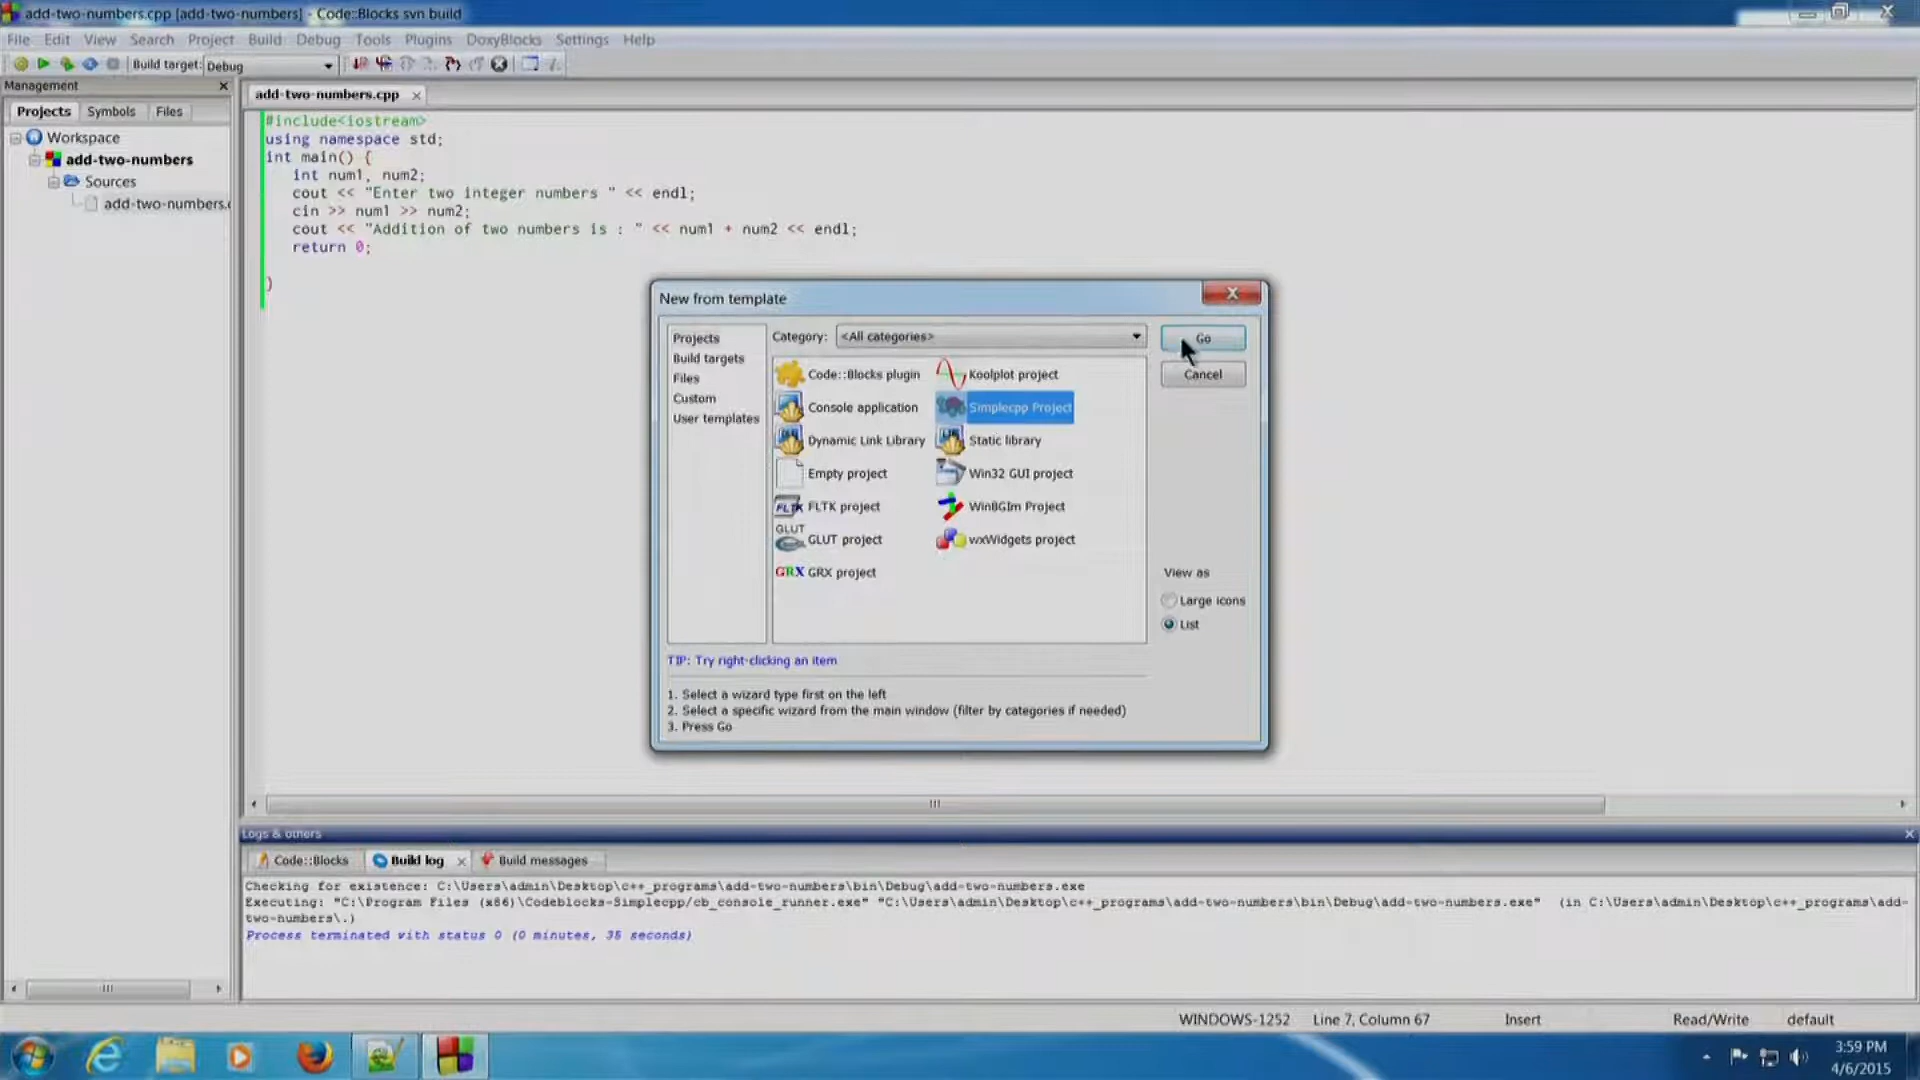 add-two-numbers.cpp [add-two-numbers] - Code::Blocks svn build
File Edit View Search Project Build Debug Tools Plugins DoxyBlocks Settings Help
Build target: Debug
Management
Projects Symbols Files
Workspace
add-two-numbers
Sources
add-two-numbers.c
add-two-numbers.cpp
#include<iostream>
using namespace std;
int main() {
int num1, num2;
cout << "Enter two integer numbers " << endl;
cin >> num1 >> num2;
cout << "Addition of two numbers is : " << num1 + num2 << endl;
return 0;
}
New from template
Projects
Build targets
Files
Custom
User templates
Category: <All categories>
Go
Cancel
Code::Blocks plugin
Console application
Dynamic Link Library
Empty project
FLTK FLTK project
GLUT GLUT project
GRX GRX project
Koolplot project
Simplecpp Project
Static library
Win32 GUI project
WinBGIm Project
wxWidgets project
View as
Large icons
List
TIP: Try right-clicking an item
1. Select a wizard type first on the left
2. Select a specific wizard from the main window (filter by categories if needed)
3. Press Go
Logs & others
Code::Blocks Build log Build messages
Checking for existence: C:\Users\admin\Desktop\c++_programs\add-two-numbers\bin\Debug\add-two-numbers.exe
Executing: "C:\Program Files (x86)\Codeblocks-Simplecpp/cb_console_runner.exe" "C:\Users\admin\Desktop\c++_programs\add-two-numbers\bin\Debug\add-two-numbers.exe" (in C:\Users\admin\Desktop\c++_programs\add-
two-numbers\.)
Process terminated with status 0 (0 minutes, 35 seconds)
WINDOWS-1252 Line 7, Column 67 Insert Read/Write default
3:59 PM
4/6/2015